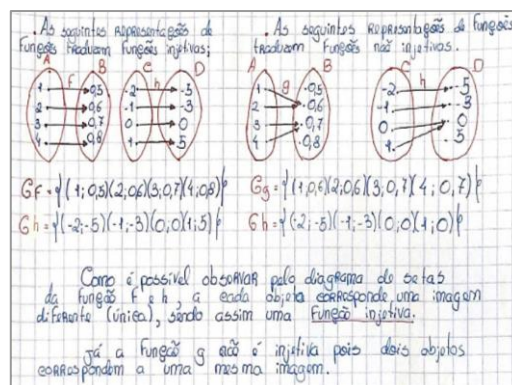 . As seguintes representações de
funções traduzem funções injetivas;
A
B
C
D
f
h
1
0,5
2
0,6
3
0,7
4
0,8
-2
-5
-1
-3
0
0
1
5
Gf = {(1; 0,5)(2;0,6)(3;0,7)(4;0,8)}
Gh = {(-2;-5)(-1;-3)(0;0)(1;5)}
. As seguintes representações de funções
traduzem funções não injetivas.
A
B
C
D
g
h
1
-0,5
2
-0,6
3
-0,7
4
-0,8
-2
-5
-1
-3
0
0
1
5
Gg = {(1;0,6)(2;0,6)(3;0,7)(4;0,7)}
Gh = {(-2;-5)(-1;-3)(0;0)(1;0)}
Como é possível observar pelo diagrama de setas
da função f e h, a cada objeto corresponde uma imagem
diferente (única), sendo assim uma função injetiva.
Já a função g não é injetiva pois dois objetos
correspondem a uma mesma imagem.